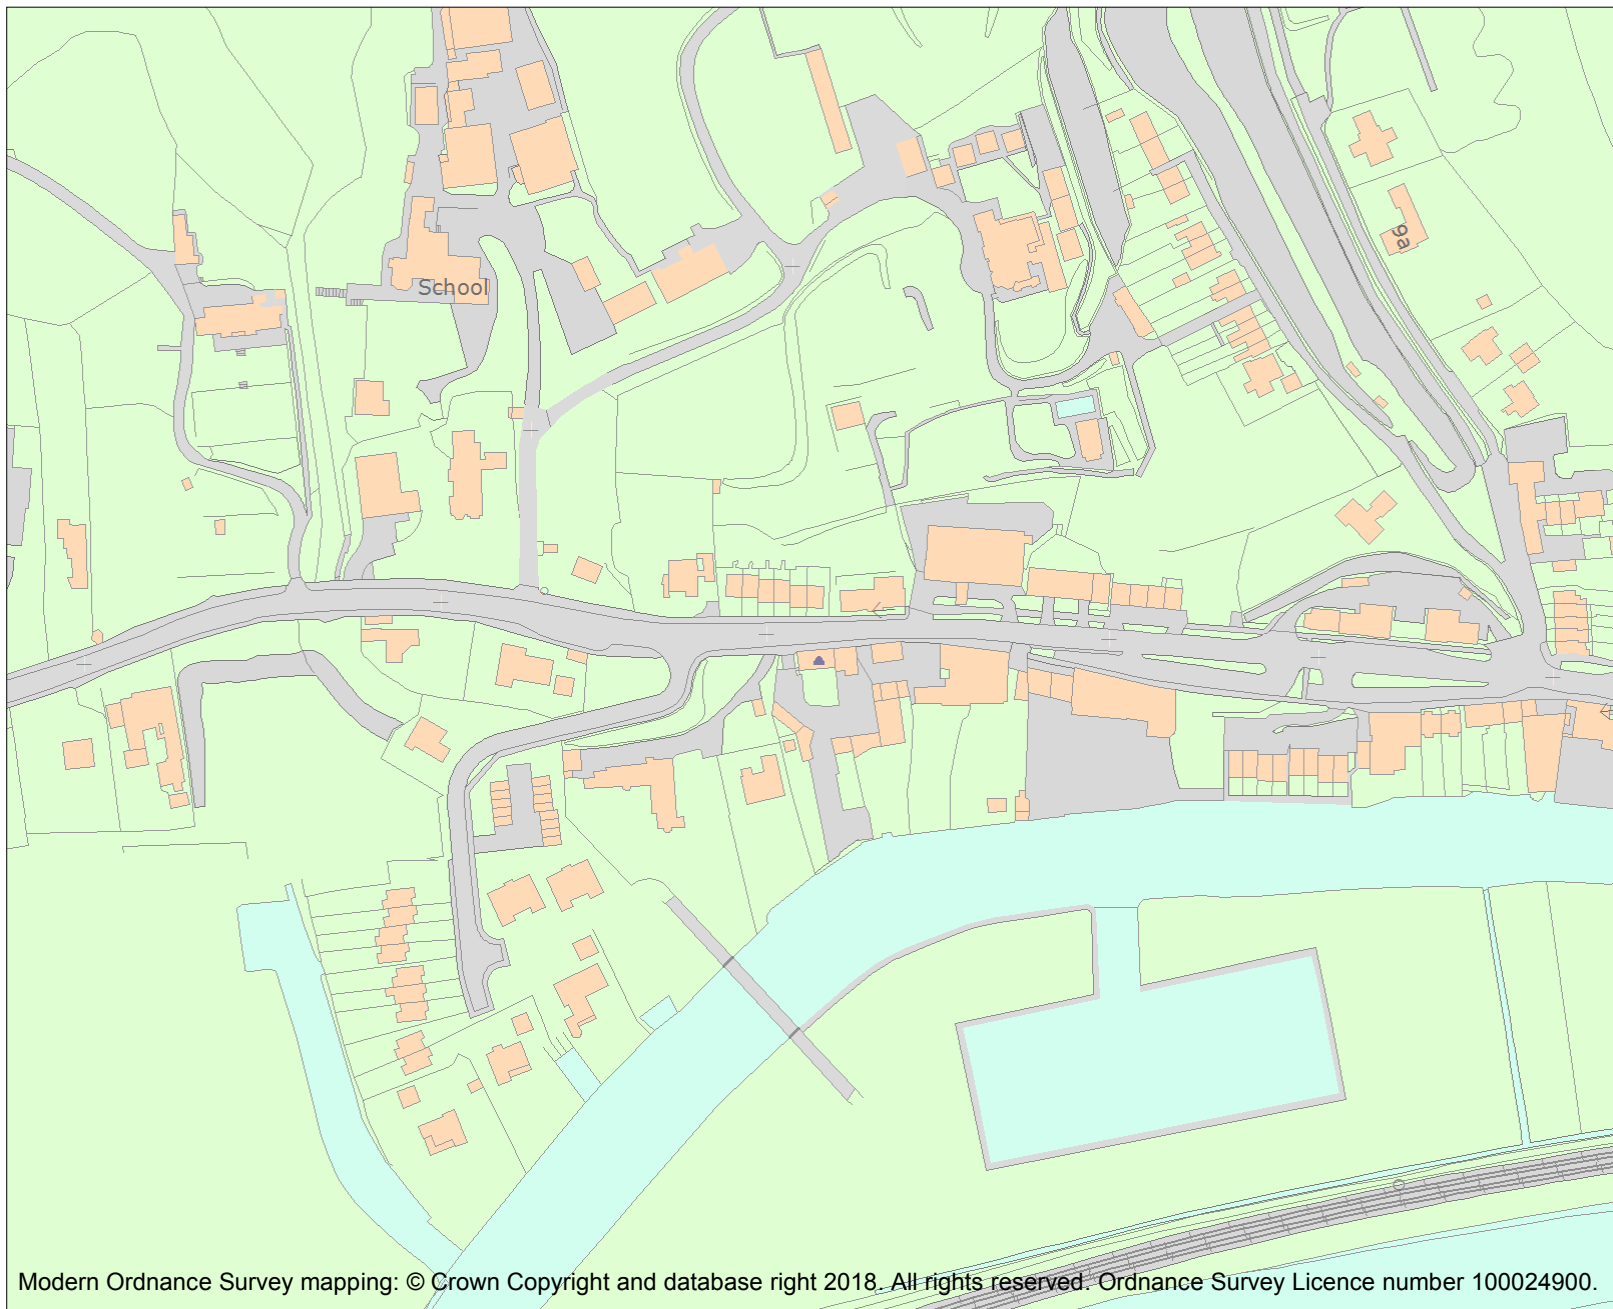 School
9a
Modern Ordnance Survey mapping: © Crown Copyright and database right 2018. All rights reserved. Ordnance Survey Licence number 100024900.